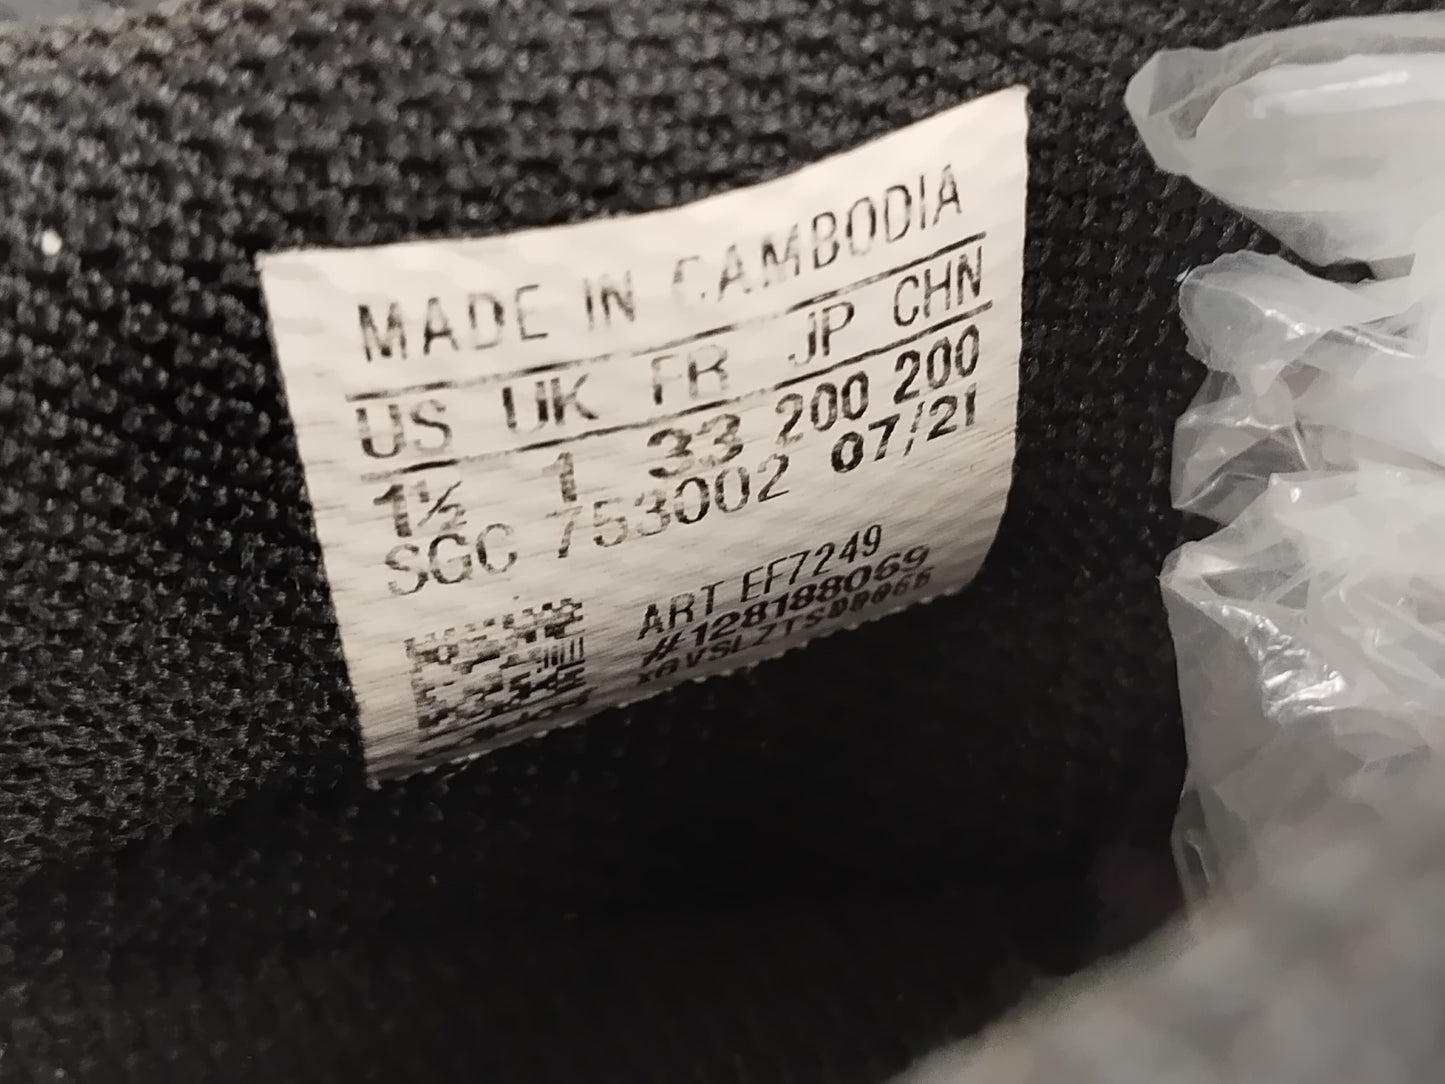 MADE IN CAMBODIA
US UK FR JP CHN
1½ 1 33 200 200
SGC 753002 07/21
ART EF7249
#128188069